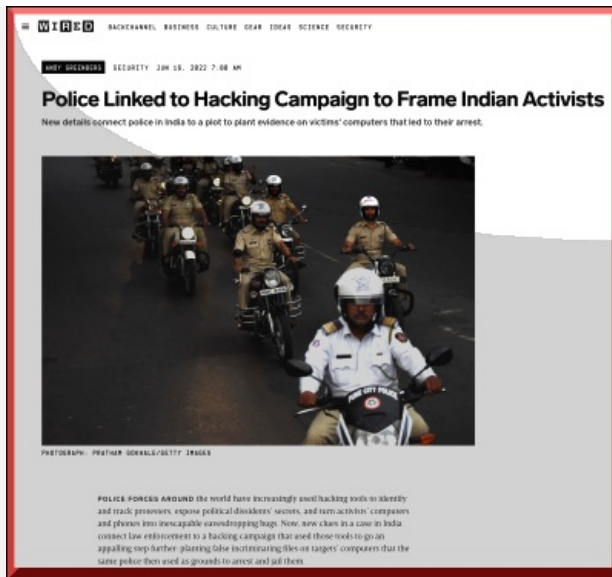 WIRED BACKCHANNEL BUSINESS CULTURE GEAR IDEAS SCIENCE SECURITY
ANDY GREENBERG SECURITY JUN 16, 2022 7:00 AM
Police Linked to Hacking Campaign to Frame Indian Activists
New details connect police in India to a plot to plant evidence on victims' computers that led to their arrest.
PUNE CITY POLICE
PHOTOGRAPH: PRATHAM GOKHALE/GETTY IMAGES
POLICE FORCES AROUND the world have increasingly used hacking tools to identify
and track protesters, expose political dissidents' secrets, and turn activists' computers
and phones into inescapable eavesdropping bugs. Now, new clues in a case in India
connect law enforcement to a hacking campaign that used those tools to go an
appalling step further: planting false incriminating files on targets' computers that the
same police then used as grounds to arrest and jail them.